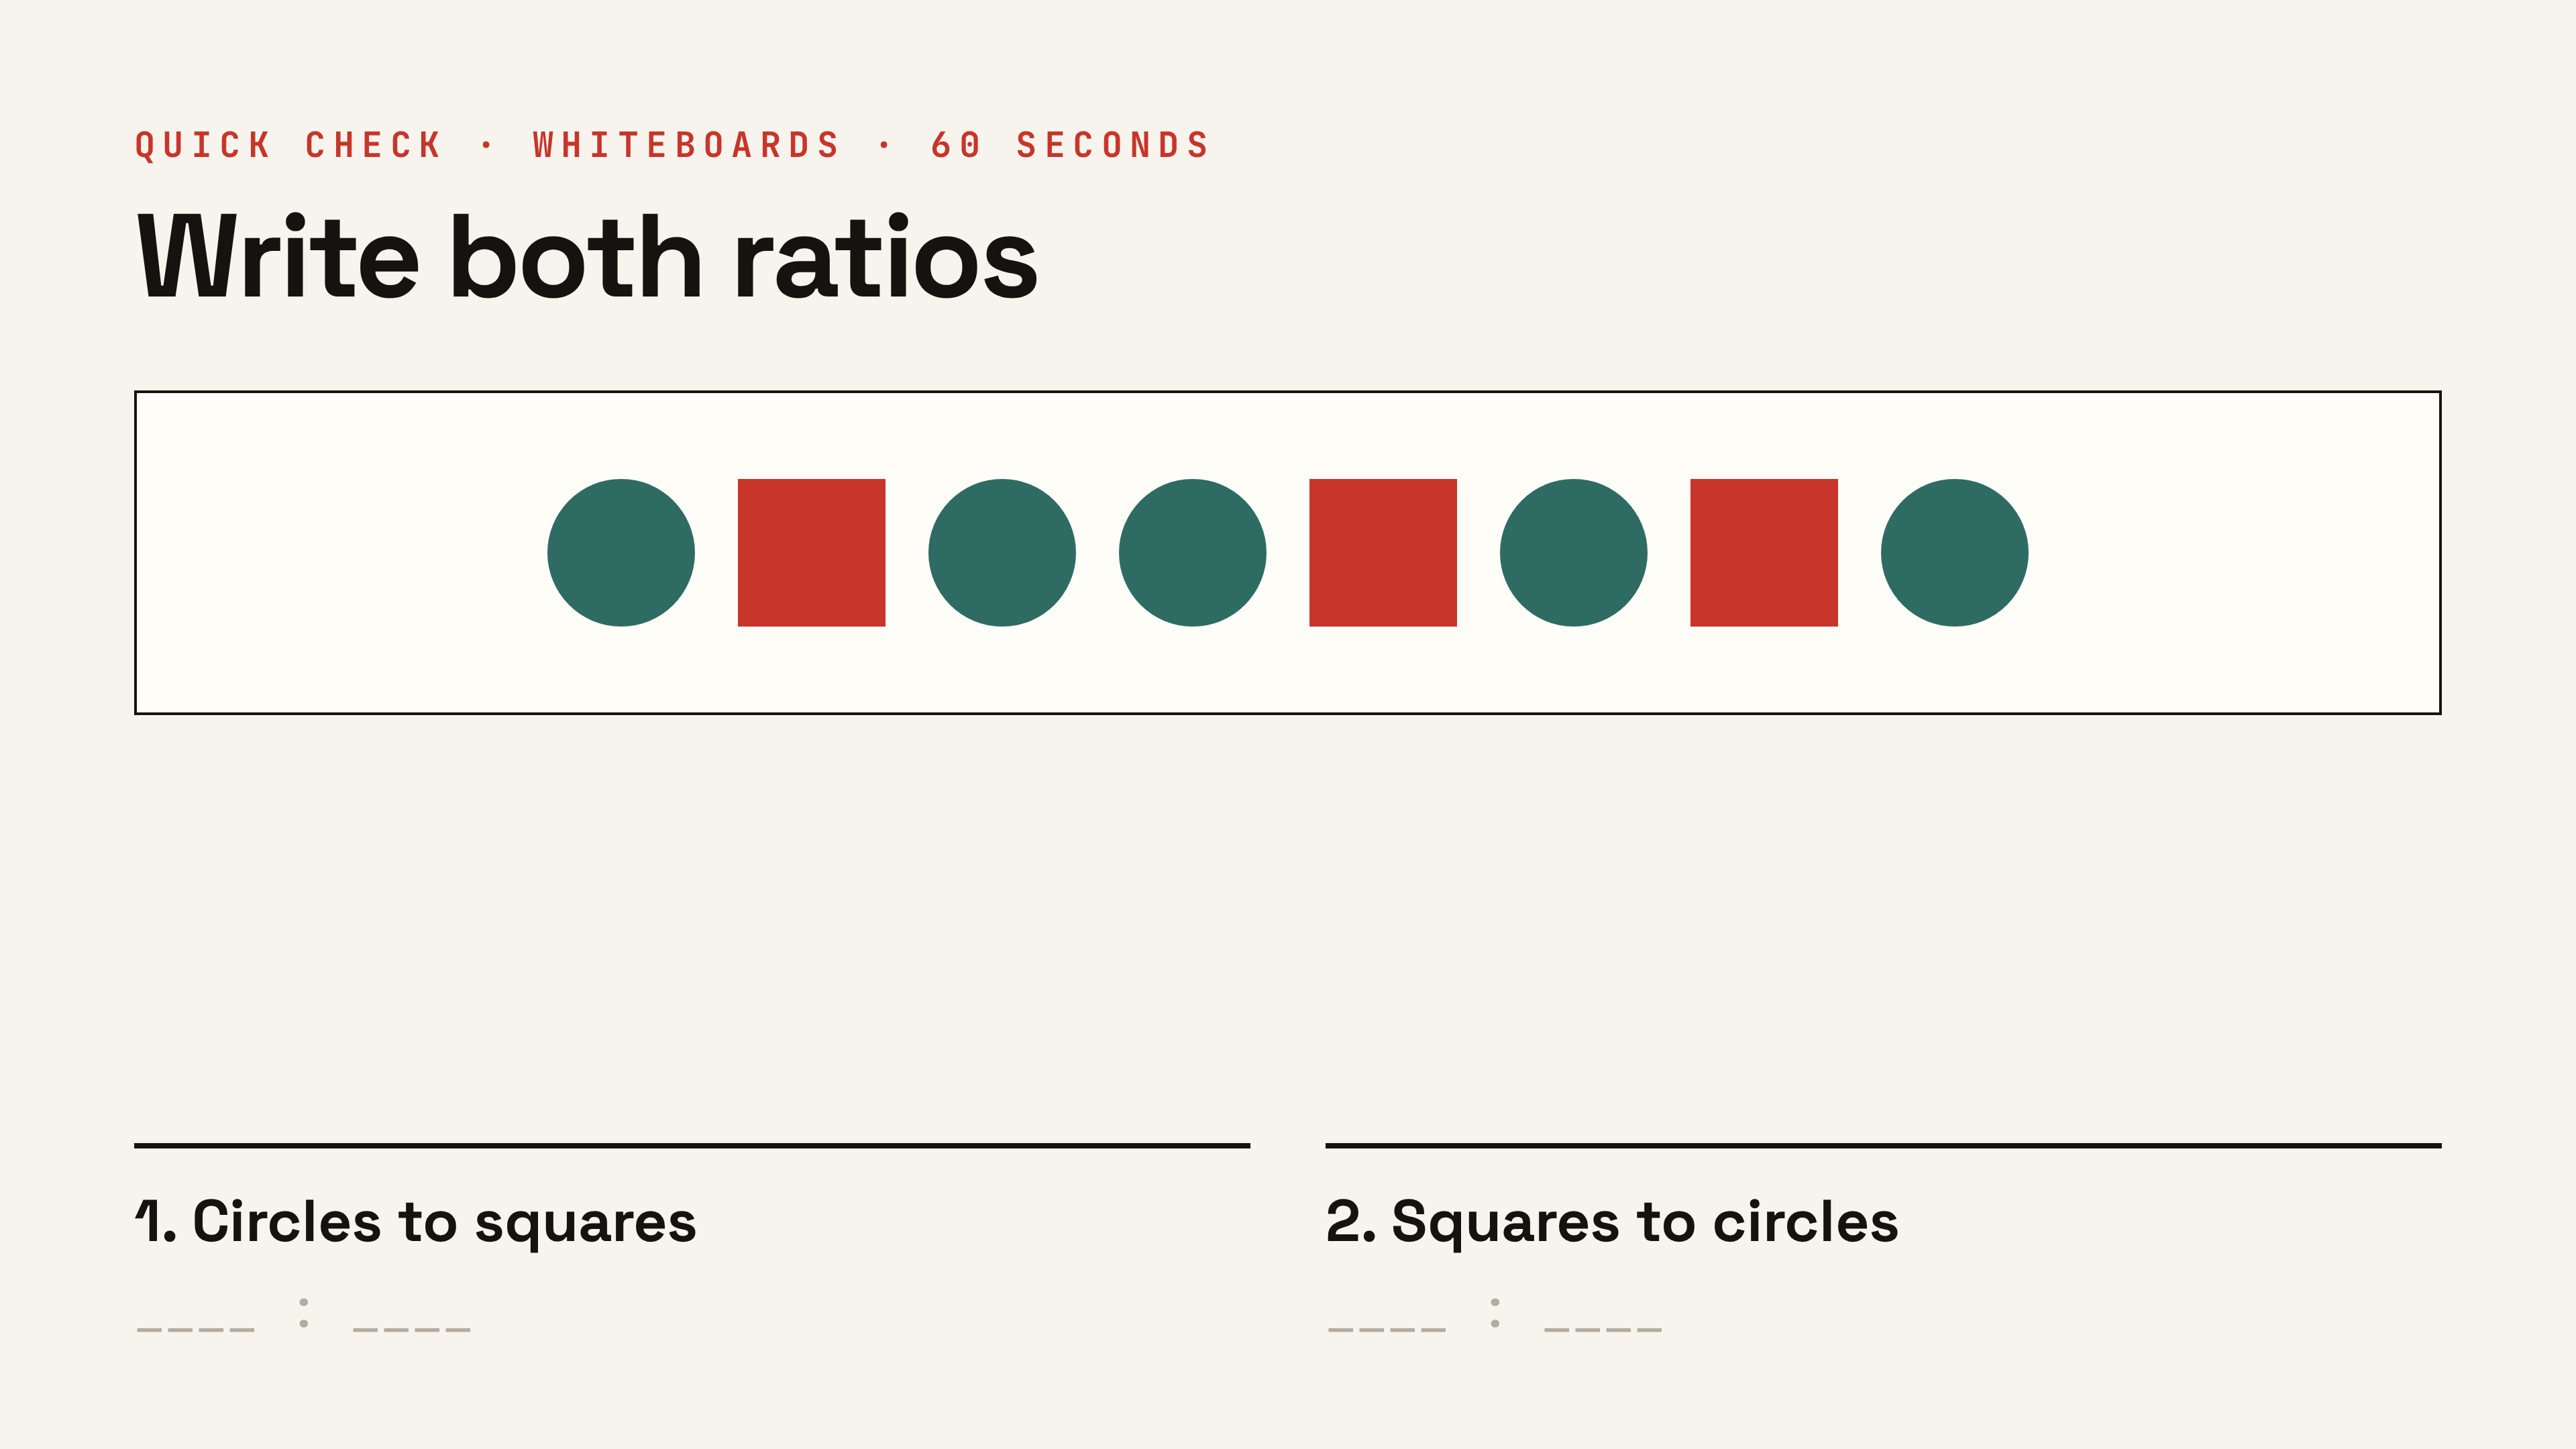 QUICK CHECK · WHITEBOARDS · 60 SECONDS
Write both ratios
1. Circles to squares
____ : ____
2. Squares to circles
____ : ____